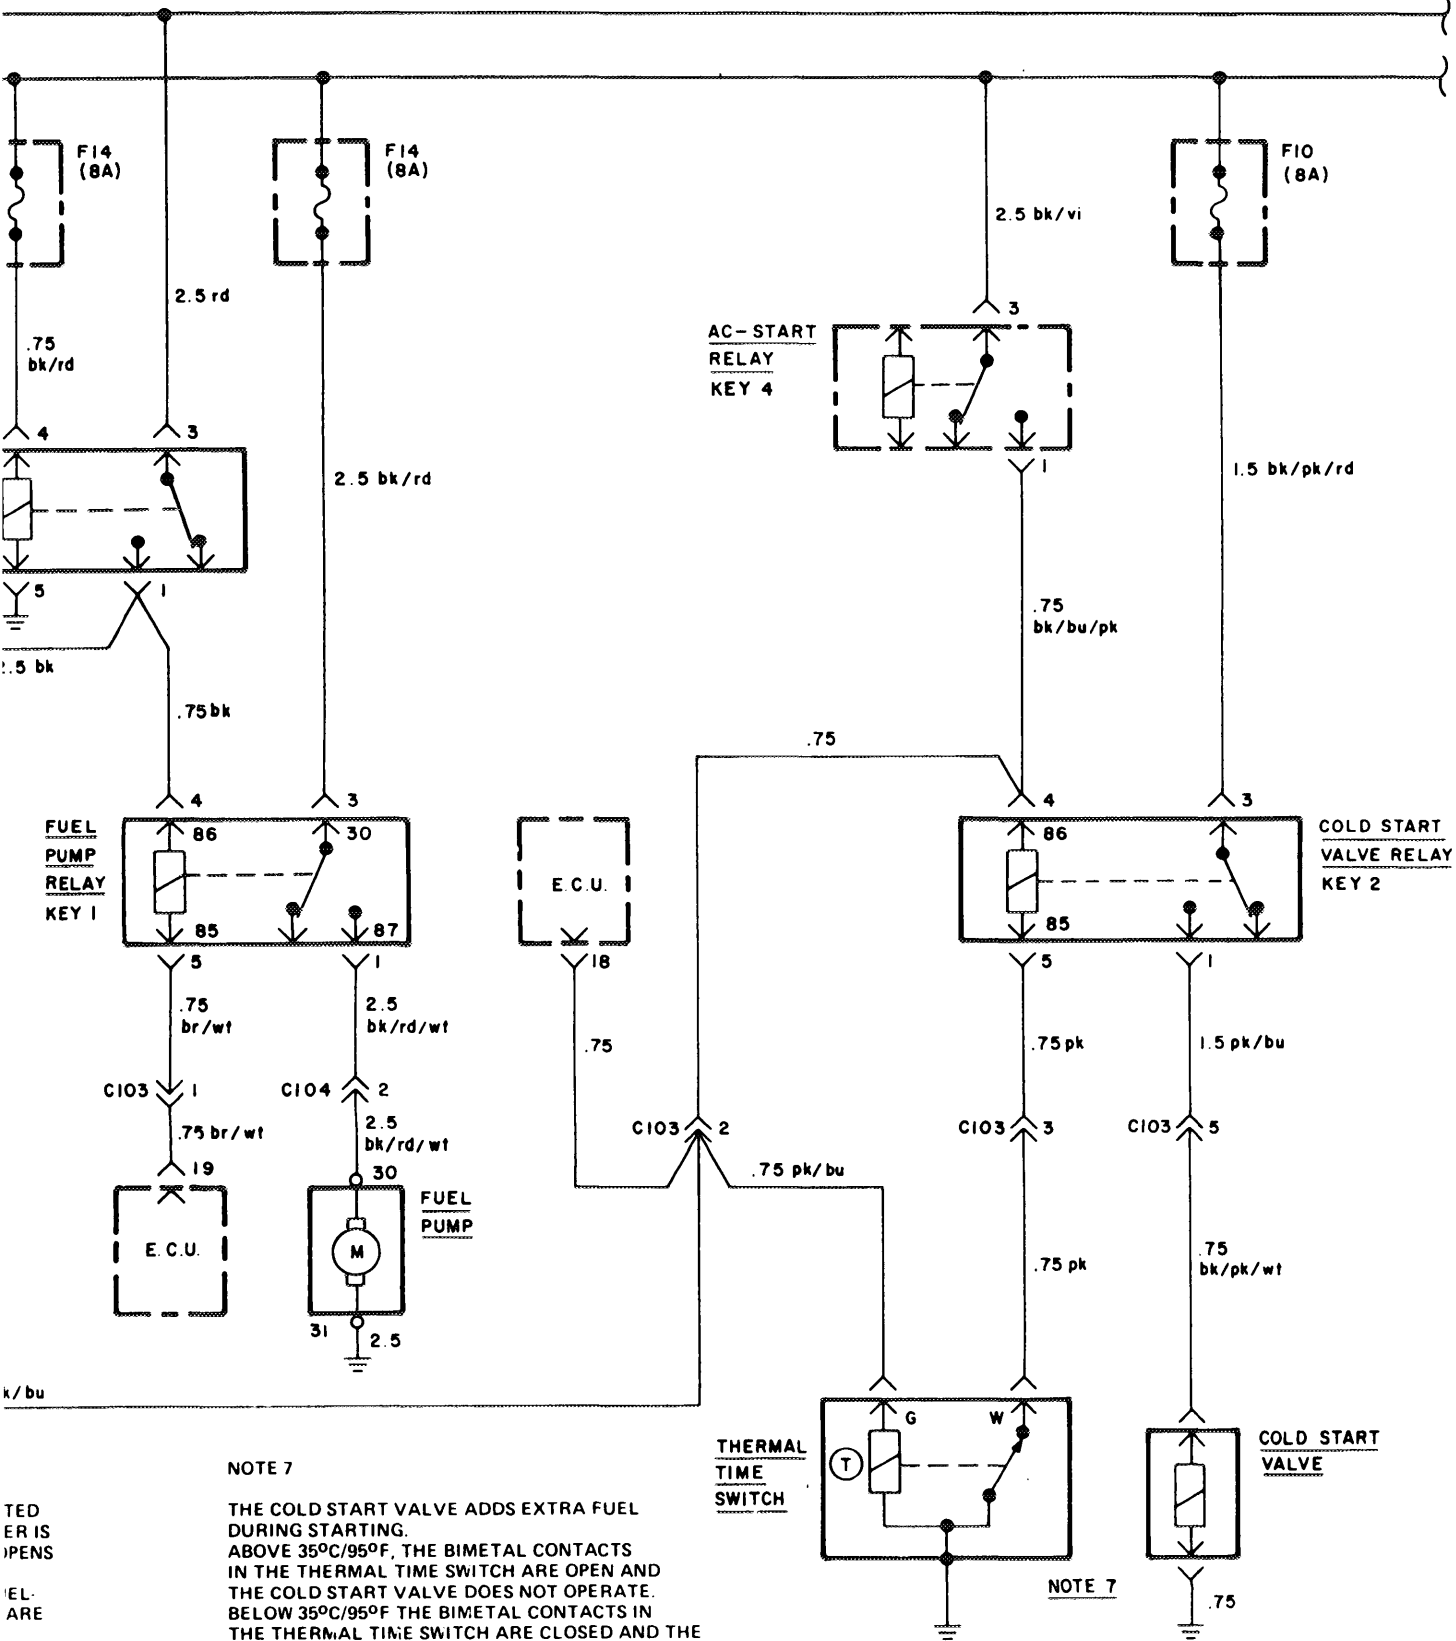 F14
(8A)
F14
(8A)
F10
(8A)
2.5 bk/vi
2.5 rd
3
AC-START
RELAY
KEY 4
.75
bk/rd
4
3
1
2.5 bk/rd
1.5 bk/pk/rd
5
1
.75
bk/bu/pk
.5 bk
.75 bk
.75
4
3
4
3
FUEL
PUMP
RELAY
KEY 1
86
30
85
87
E.C.U.
86
85
COLD START
VALVE RELAY
KEY 2
5
1
18
5
1
.75
br/wt
2.5
bk/rd/wt
.75
.75 pk
1.5 pk/bu
C103
1
C104
2
C103
2
C103
3
C103
5
.75 br/wt
2.5
bk/rd/wt
.75 pk/bu
19
30
FUEL
PUMP
E.C.U.
M
.75 pk
.75
bk/pk/wt
31
2.5
k/bu
G
W
THERMAL
TIME
SWITCH
T
COLD START
VALVE
NOTE 7
.75
TED
ER IS
OPENS
EL-
ARE
NOTE 7
THE COLD START VALVE ADDS EXTRA FUEL
DURING STARTING.
ABOVE 35ºC/95ºF, THE BIMETAL CONTACTS
IN THE THERMAL TIME SWITCH ARE OPEN AND
THE COLD START VALVE DOES NOT OPERATE.
BELOW 35ºC/95ºF THE BIMETAL CONTACTS IN
THE THERMAL TIME SWITCH ARE CLOSED AND THE